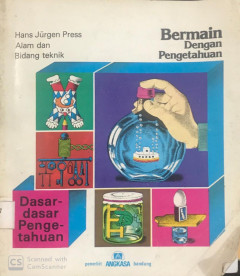 Hans Jürgen Press
Alam dan
Bidang teknik
Bermain
Dengan
Pengetahuan
Dasar-
dasar
Penge-
tahuan
penerbit ANGKASA bandung
CS Scanned with
CamScanner